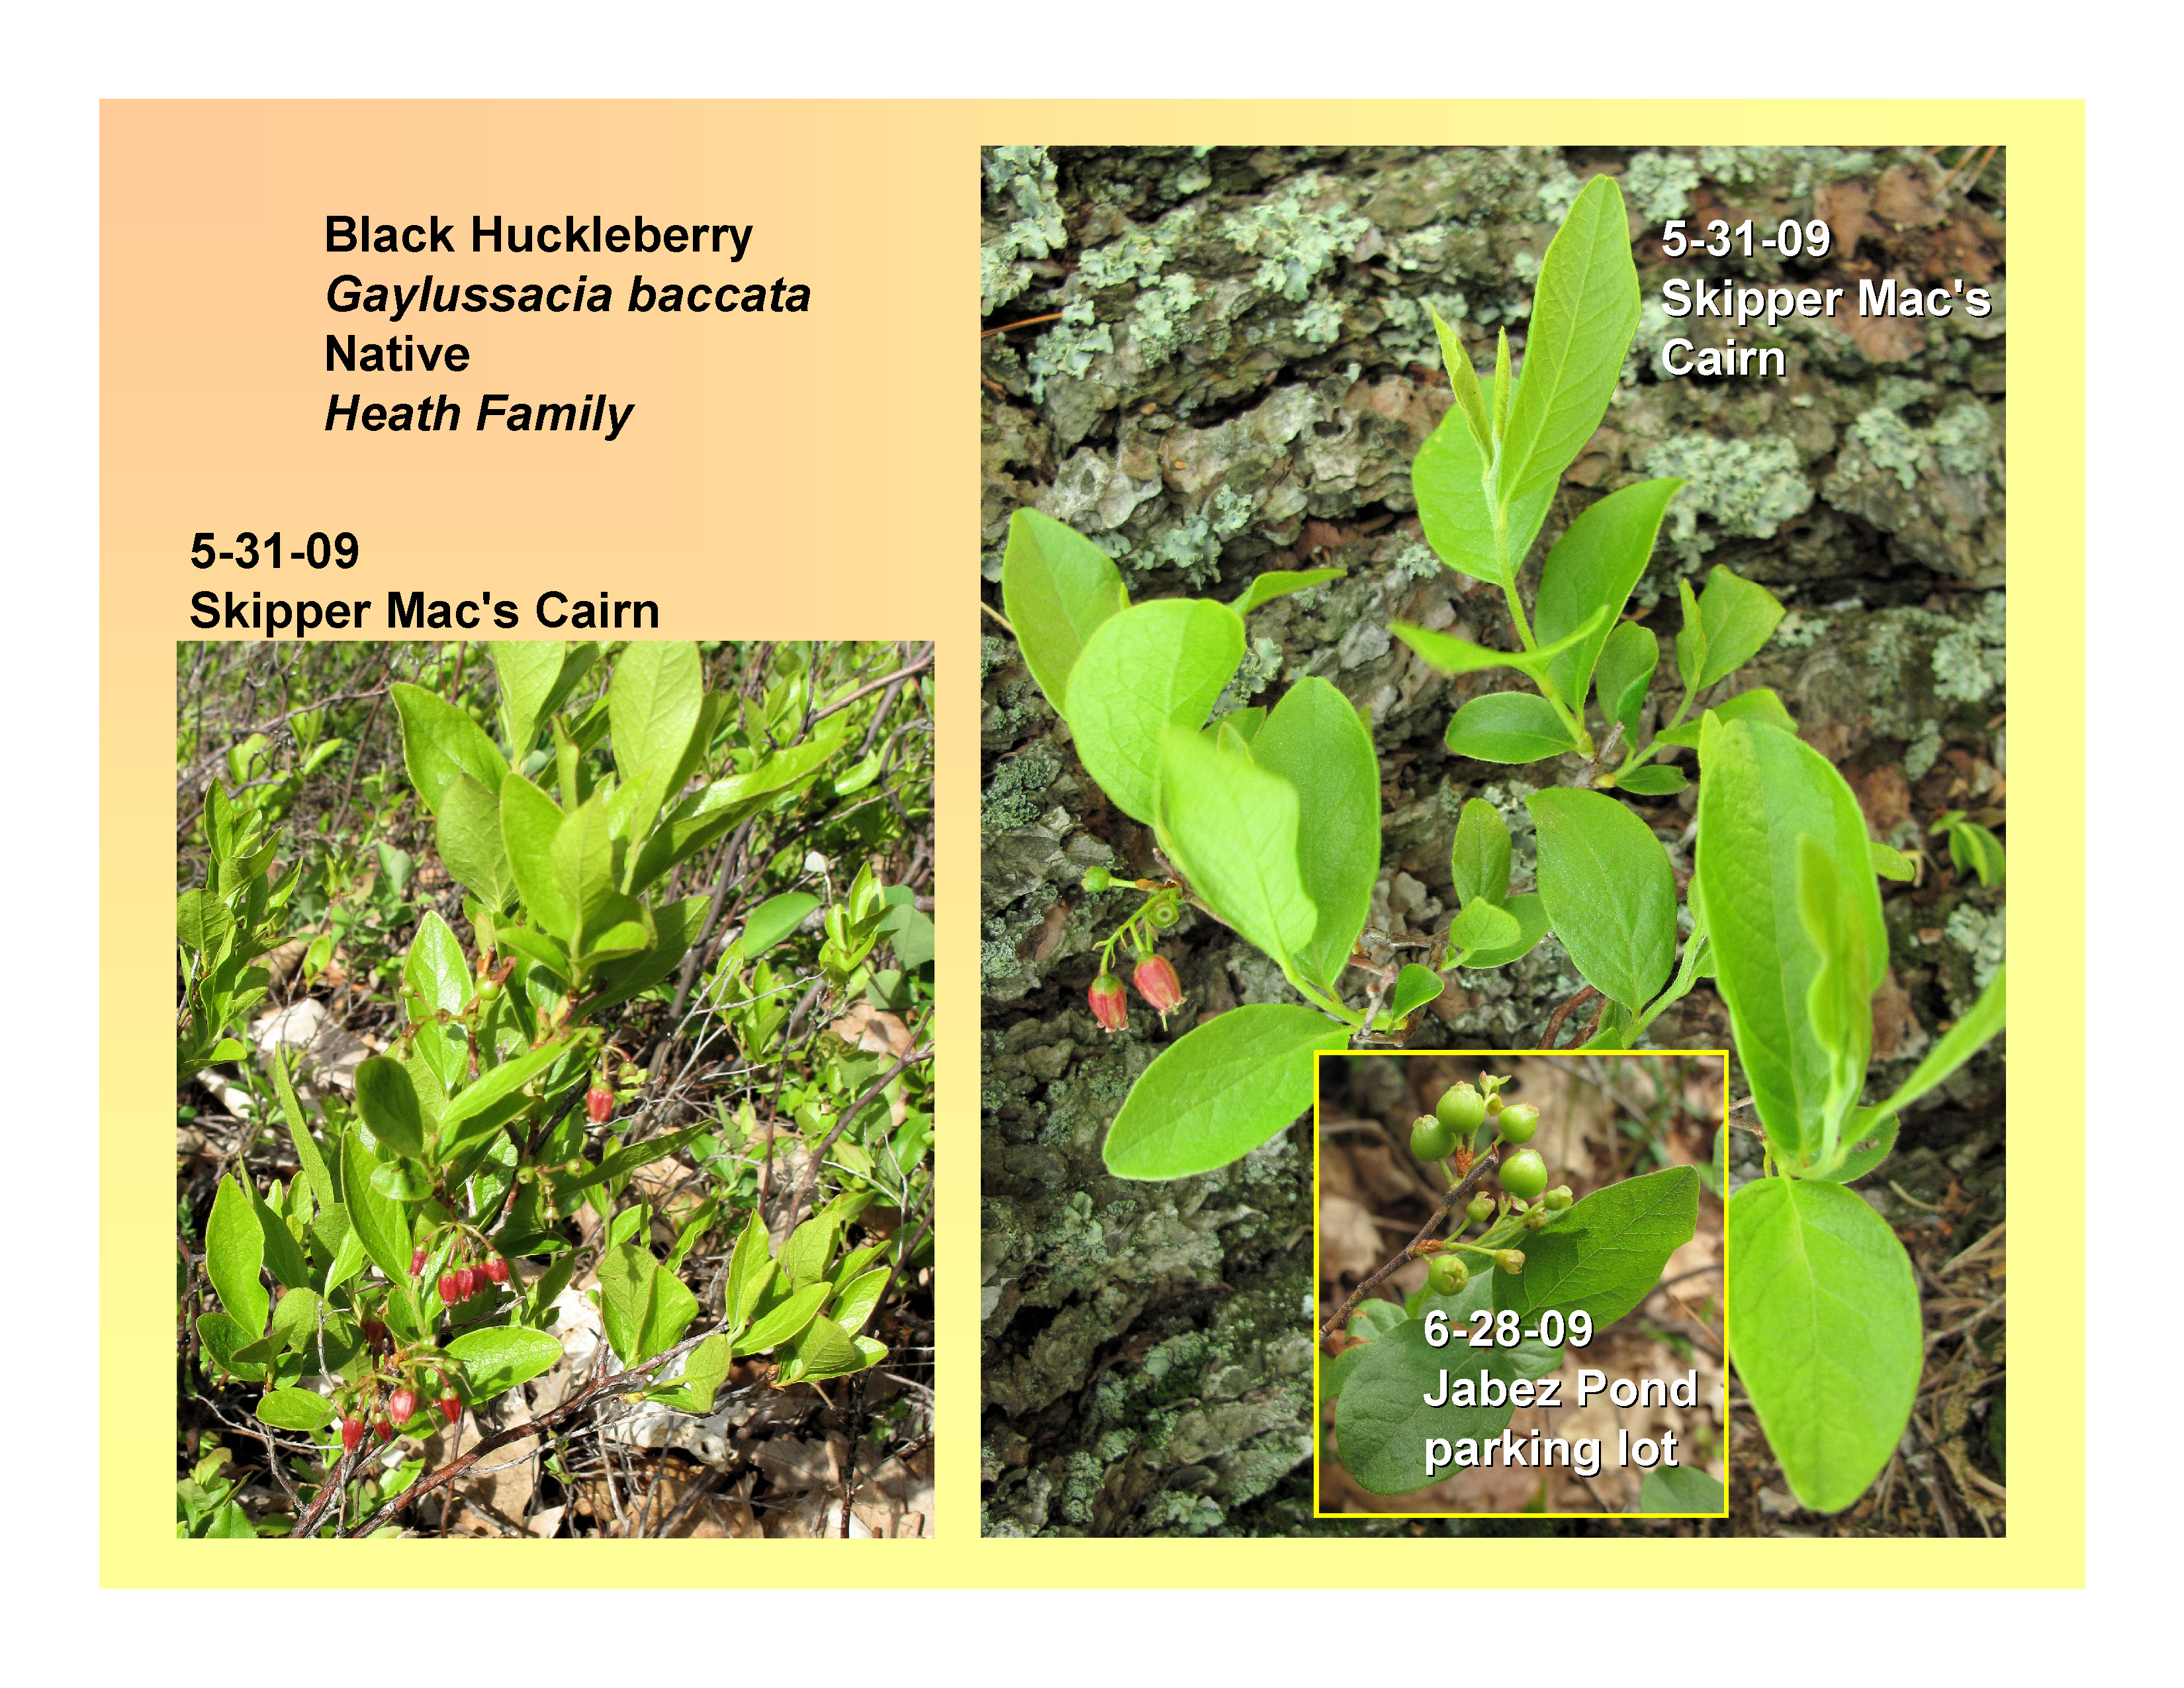 Black Huckleberry
Gaylussacia baccata
Native
Heath Family
5-31-09
Skipper Mac's Cairn
5-31-09
Skipper Mac's
Cairn
6-28-09
Jabez Pond
parking lot